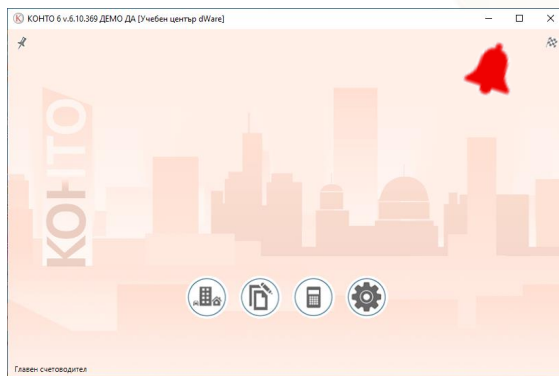 КОНТО 6 v.6.10.369 ДЕМО ДА [Учебен център dWare]
КОНТО
Главен счетоводител